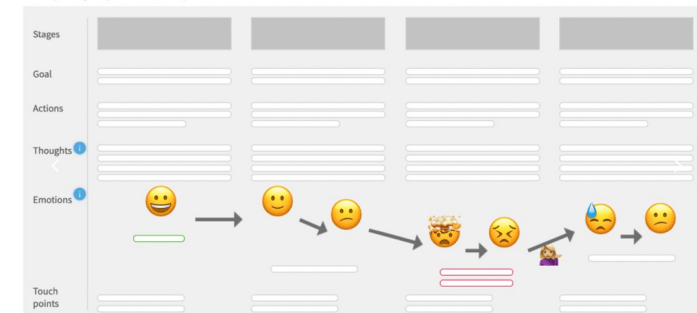 Stages
Goal
Actions
Thoughts
i
Emotions
i
Touch
points